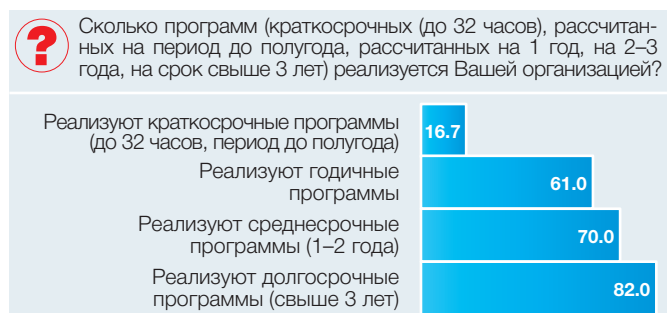 ?
Сколько программ (краткосрочных (до 32 часов), рассчитан-
ных на период до полугода, рассчитанных на 1 год, на 2–3
года, на срок свыше 3 лет) реализуется Вашей организацией?
Реализуют краткосрочные программы
(до 32 часов, период до полугода)
16.7
Реализуют годичные
программы
61.0
Реализуют среднесрочные
программы (1–2 года)
70.0
Реализуют долгосрочные
программы (свыше 3 лет)
82.0